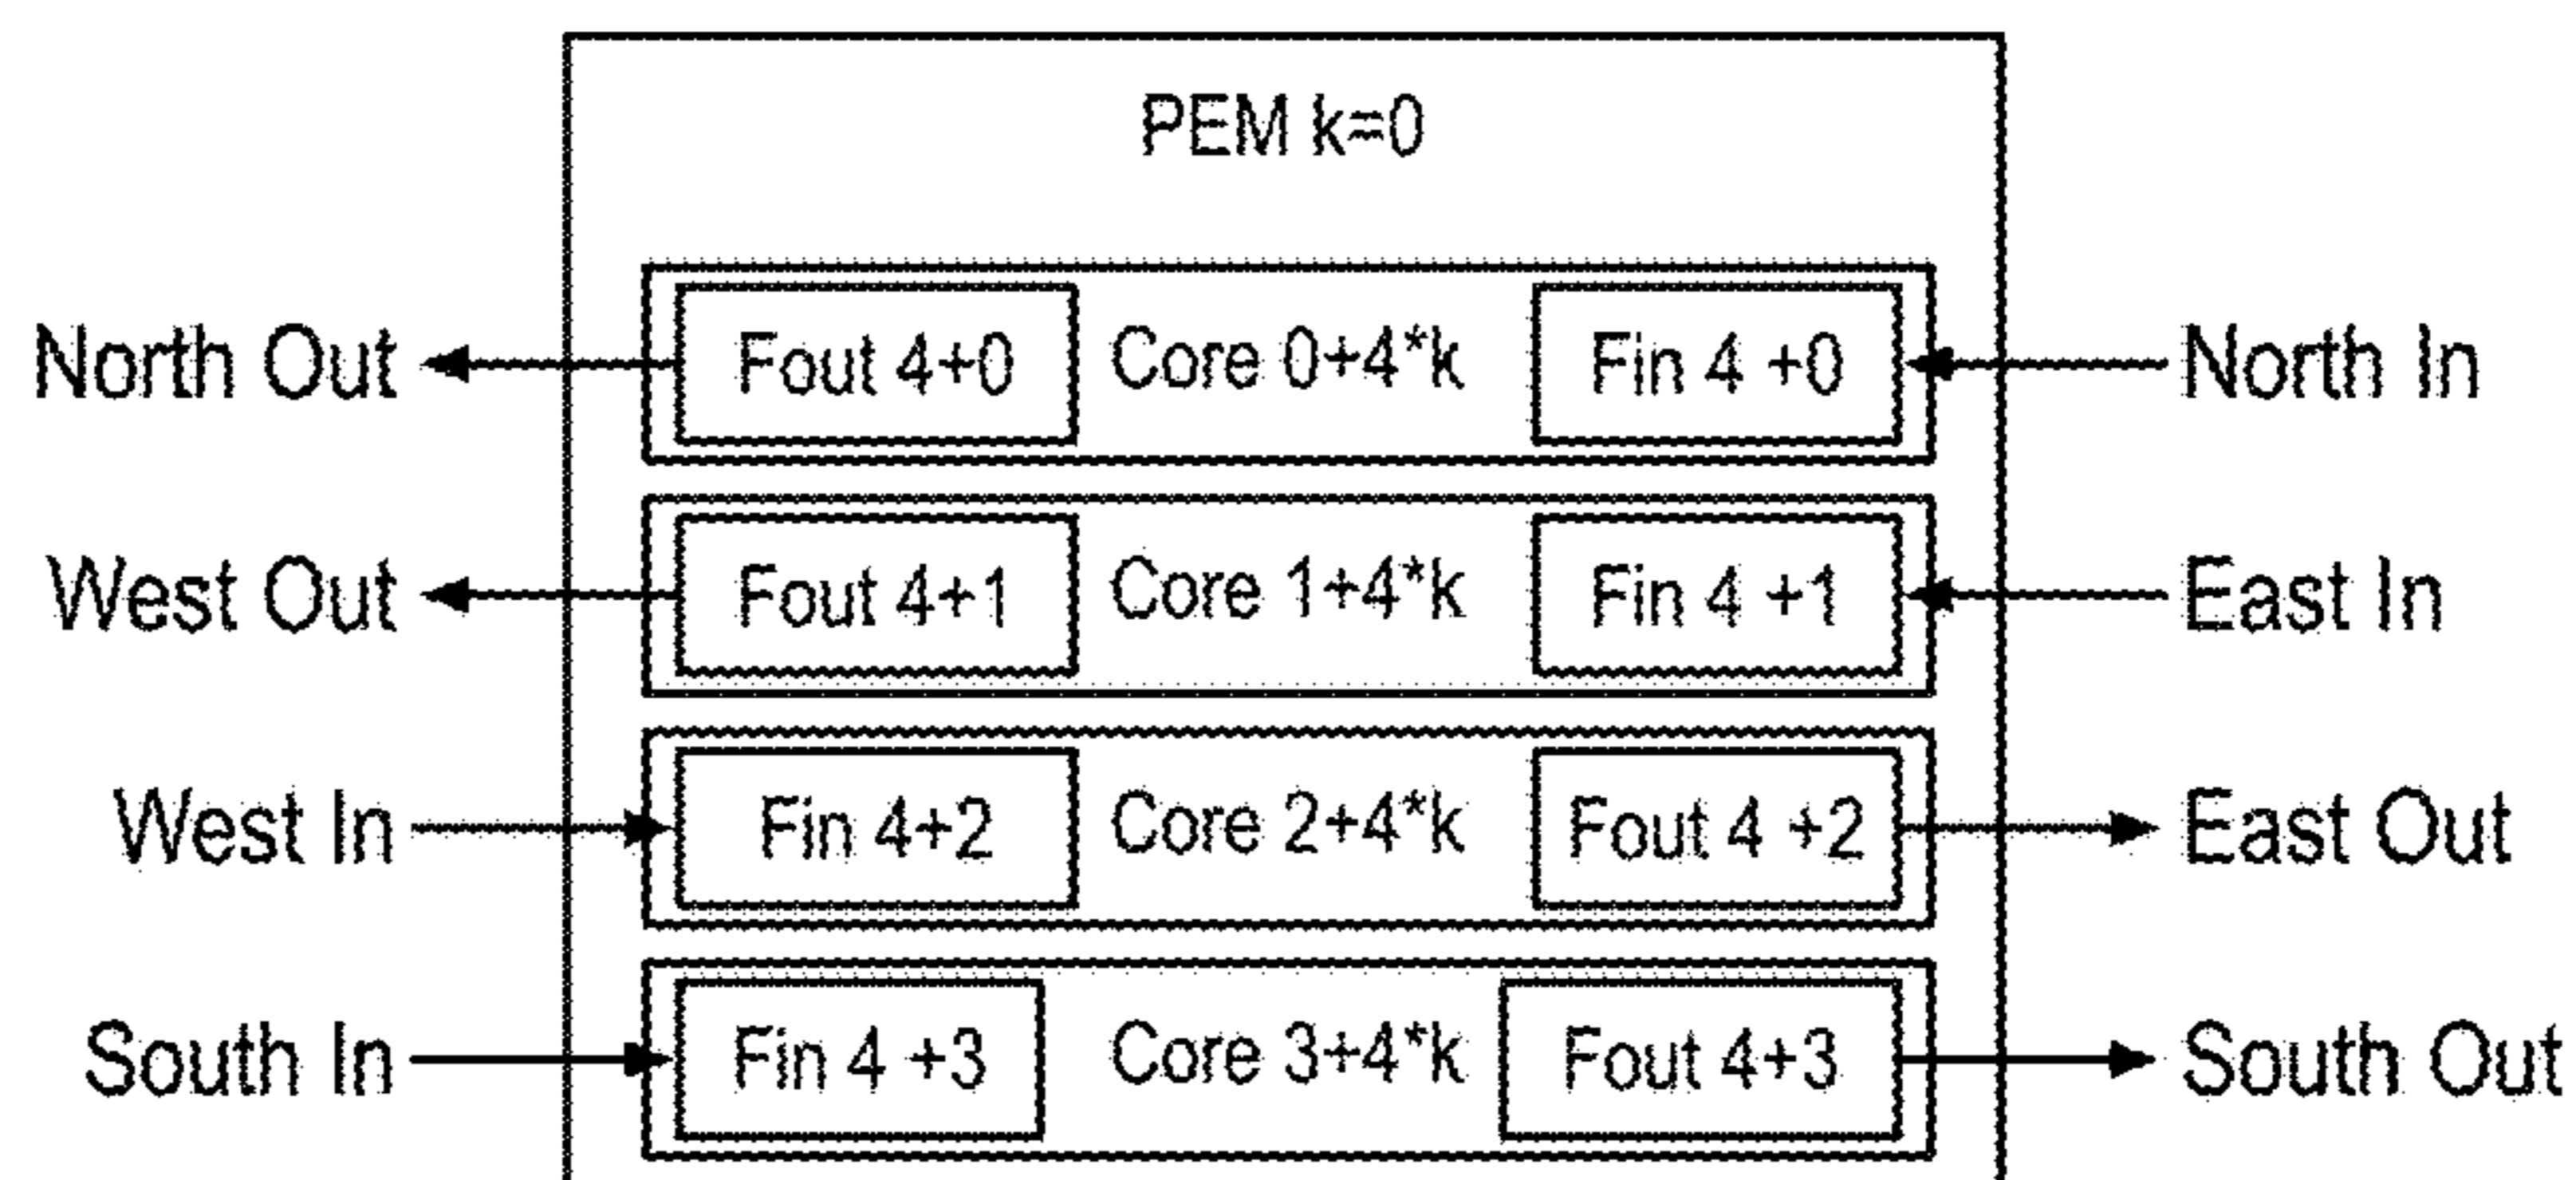 PEM k=0
North Out Fout 4+0 Core 0+4*k Fin 4 +0 North In
West Out Fout 4+1 Core 1+4*k Fin 4 +1 East In
West In Fin 4+2 Core 2+4*k Fout 4 +2 East Out
South In Fin 4 +3 Core 3+4*k Fout 4+3 South Out